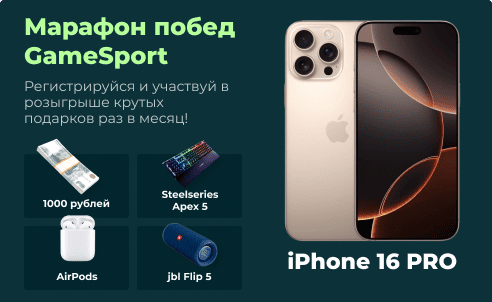 Марафон побед
GameSport
Регистрируйся и участвуй в
розыгрыше крутых
подарков раз в месяц!
1000 рублей
Steelseries
Apex 5
AirPods
jbl Flip 5
iPhone 16 PRO